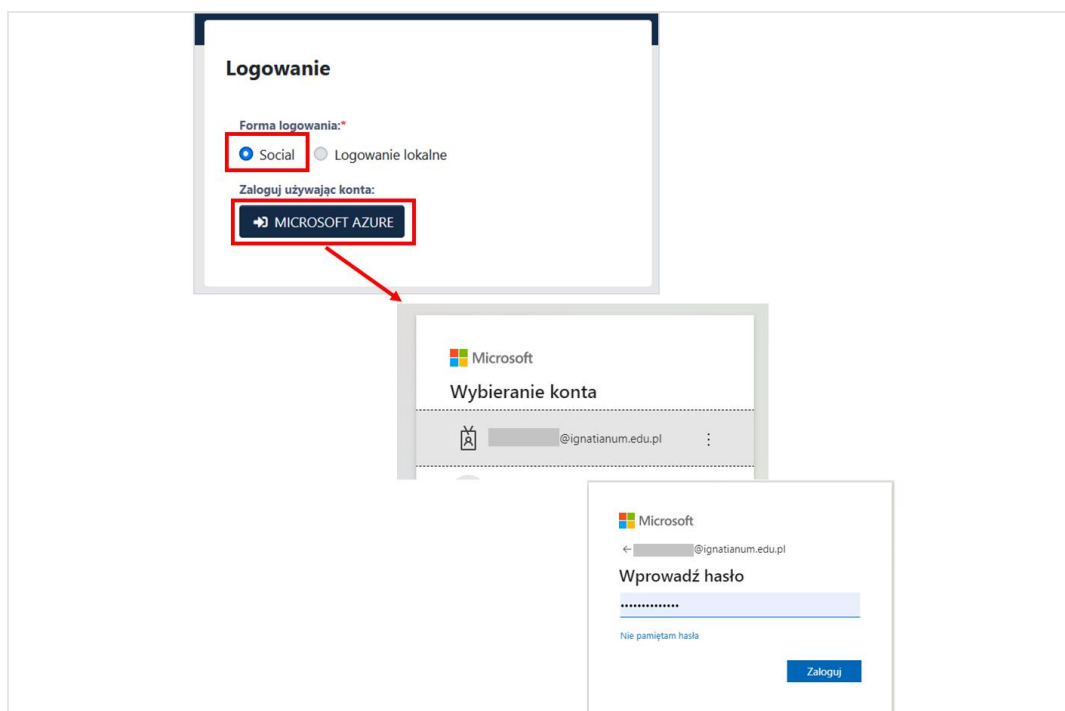 Logowanie
Forma logowania:*
Social Logowanie lokalne
Zaloguj używając konta:
MICROSOFT AZURE
Microsoft
Wybieranie konta
@ignatianum.edu.pl
Microsoft
@ignatianum.edu.pl
Wprowadź hasło
Nie pamiętam hasła
Zaloguj